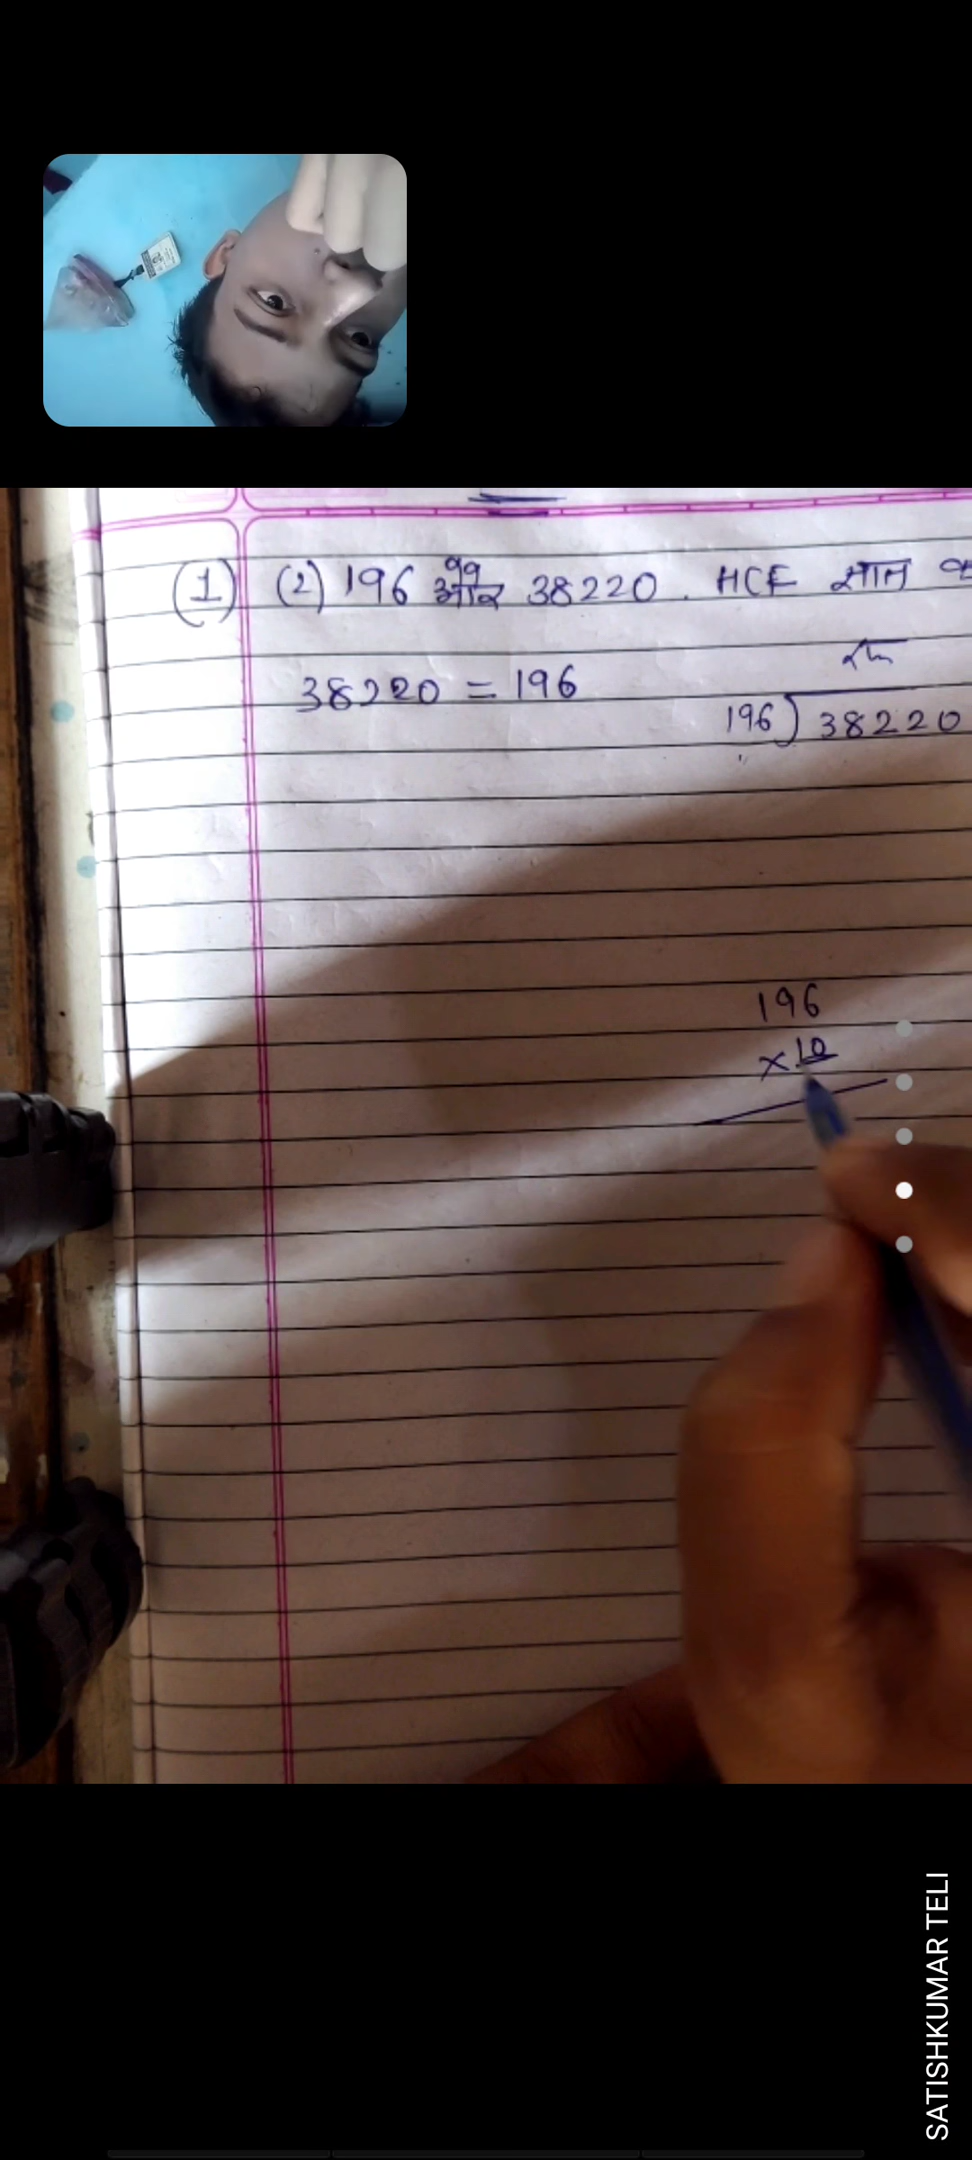 (1) (2) 196 और 38220. HCF
38220 = 196
196) 38220
196
×10
SATISHKUMAR TELI